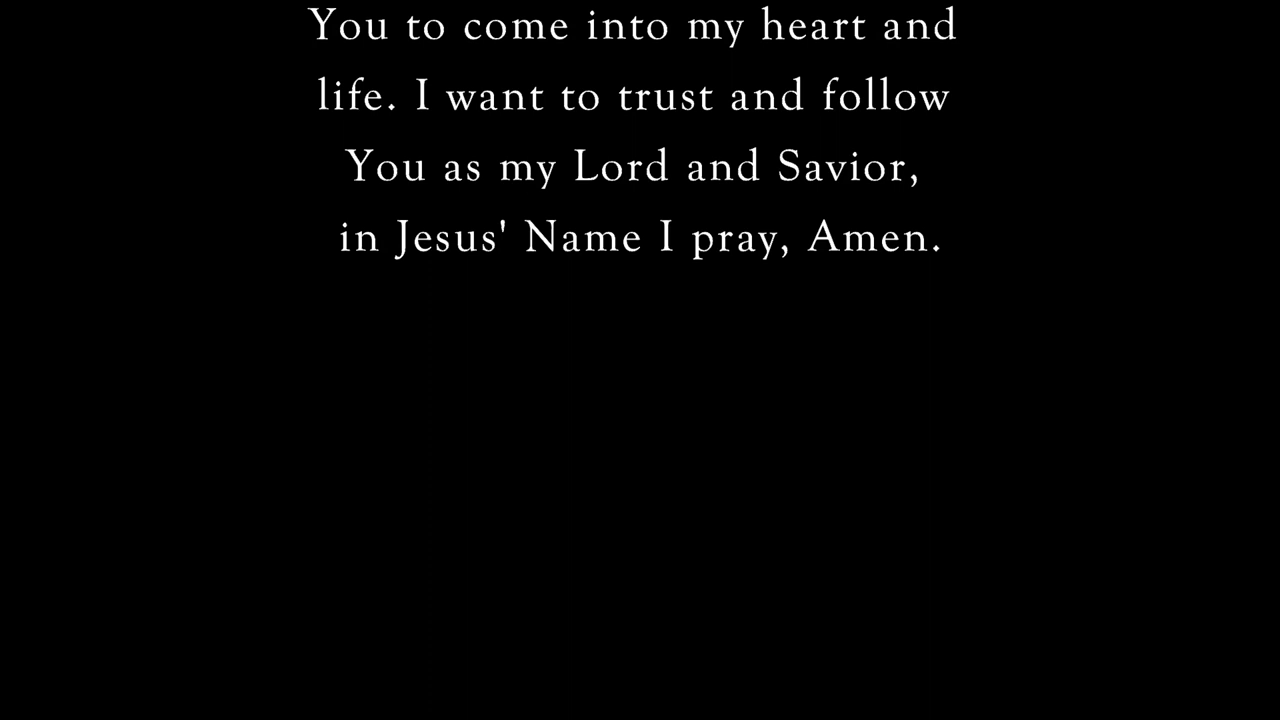 You to come into my heart and
life. I want to trust and follow
You as my Lord and Savior,
in Jesus' Name I pray, Amen.